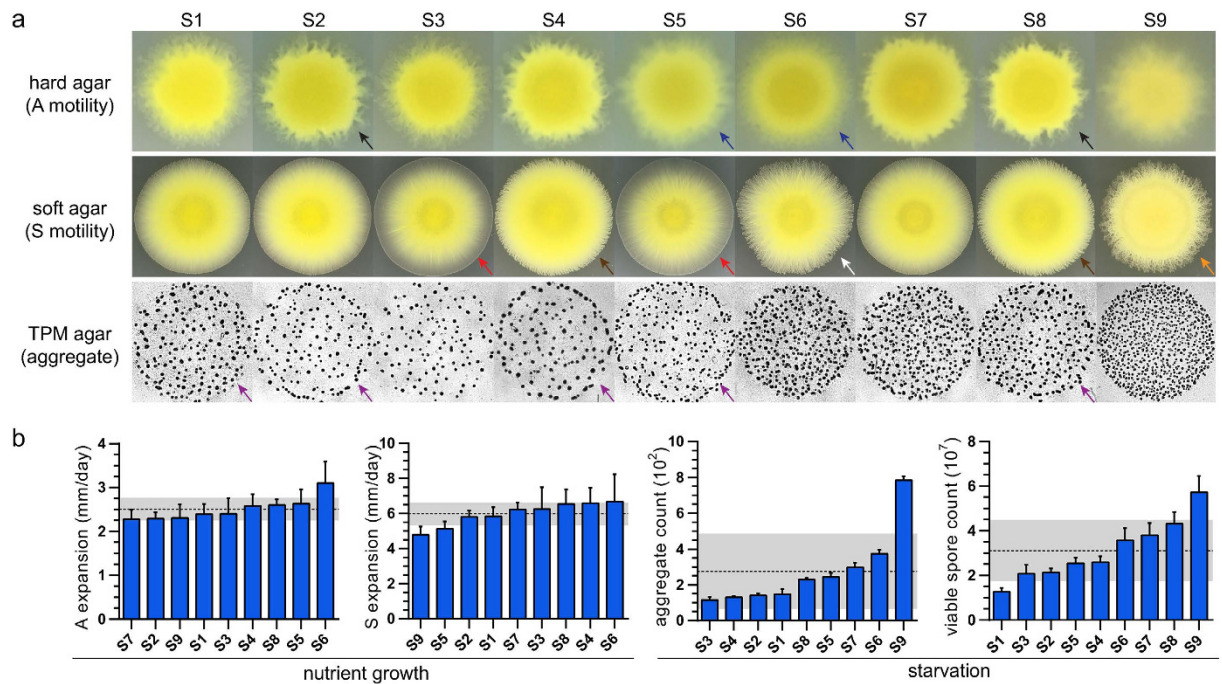 a
S1 S2 S3 S4 S5 S6 S7 S8 S9
hard agar
(A motility)
soft agar
(S motility)
TPM agar
(aggregate)
b
A expansion (mm/day)
4
3
2
1
0
S7 S2 S9 S1 S3 S4 S8 S5 S6
S expansion (mm/day)
10
8
6
4
2
0
S9 S5 S2 S1 S7 S3 S8 S4 S6
nutrient growth
aggregate count (10²)
10
8
6
4
2
0
S3 S4 S2 S1 S8 S5 S7 S6 S9
viable spore count (10⁷)
8
6
4
2
0
S1 S3 S2 S5 S4 S6 S7 S8 S9
starvation